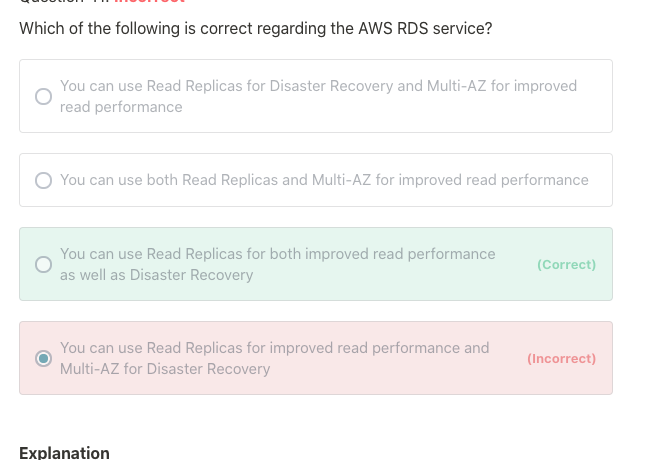 Which of the following is correct regarding the AWS RDS service?
You can use Read Replicas for Disaster Recovery and Multi-AZ for improved
read performance
You can use both Read Replicas and Multi-AZ for improved read performance
You can use Read Replicas for both improved read performance
as well as Disaster Recovery
(Correct)
You can use Read Replicas for improved read performance and
Multi-AZ for Disaster Recovery
(Incorrect)
Explanation